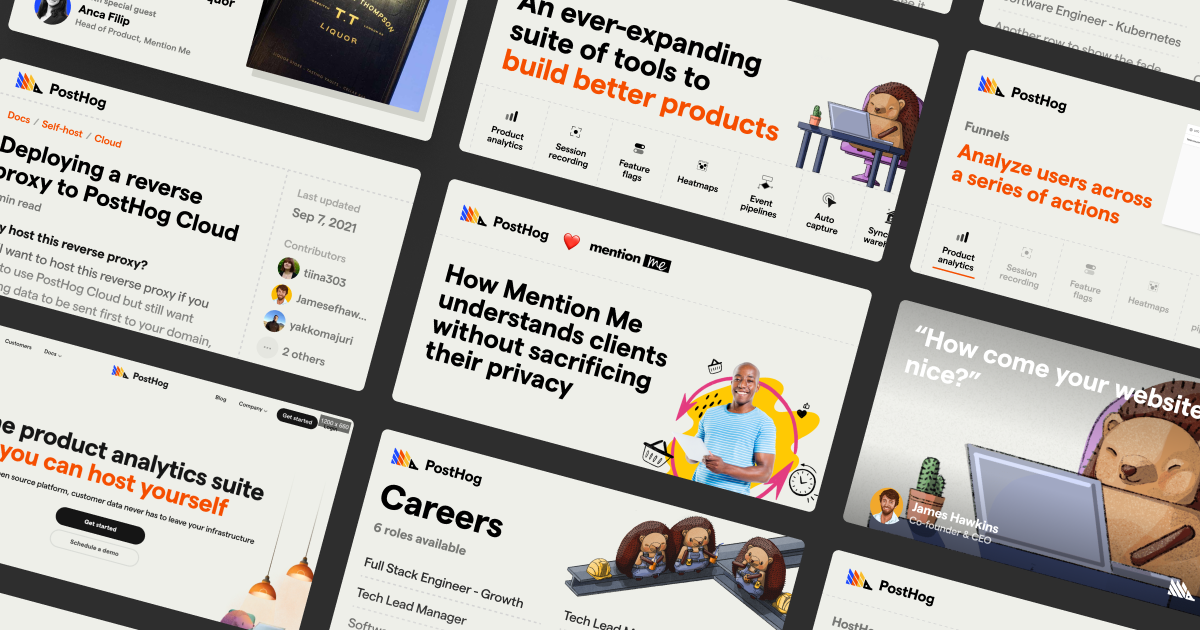 special guest
Anca Filip
Head of Product, Mention Me
T.T
THOMPSON
LIQUOR
PostHog
Docs / Self-host / Cloud
Deploying a reverse
proxy to PostHog Cloud
min read
host this reverse proxy?
want to host this reverse proxy if you
to use PostHog Cloud but still want
data to be sent first to your domain,
Last updated
Sep 7, 2021
Contributors
tiina303
Jamesefhaw...
yakkomajuri
2 others
Customers
Docs
PostHog
Blog
Company
Get started
1200 x 650
product analytics suite
you can host yourself
source platform, customer data never has to leave your infrastructure
Get started
Schedule a demo
An ever-expanding
suite of tools to
build better products
Product
analytics
Session
recording
Feature
flags
Heatmaps
Event
pipelines
Auto
capture
PostHog
mention me
How Mention Me
understands clients
without sacrificing
their privacy
PostHog
Careers
6 roles available
Full Stack Engineer - Growth
Tech Lead Manager
Tech Lead
Software Engineer - Kubernetes
Another row to show the fade
PostHog
Funnels
Analyze users across
a series of actions
Product
analytics
Session
recording
Feature
flags
Heatmaps
“How come your website
nice?”
James Hawkins
Co-founder & CEO
PostHog
HostHog